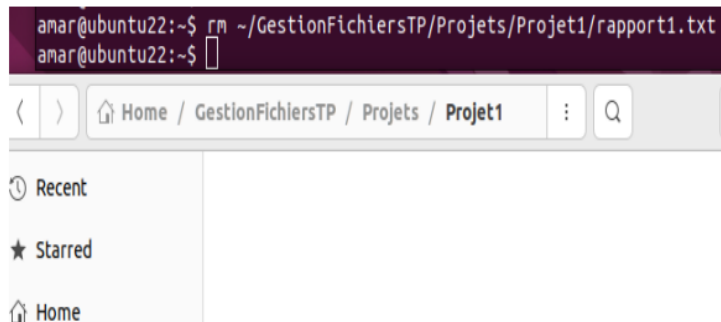 amar@ubuntu22:~$ rm ~/GestionFichiersTP/Projets/Projet1/rapport1.txt
amar@ubuntu22:~$
Home / GestionFichiersTP / Projets / Projet1
Recent
Starred
Home